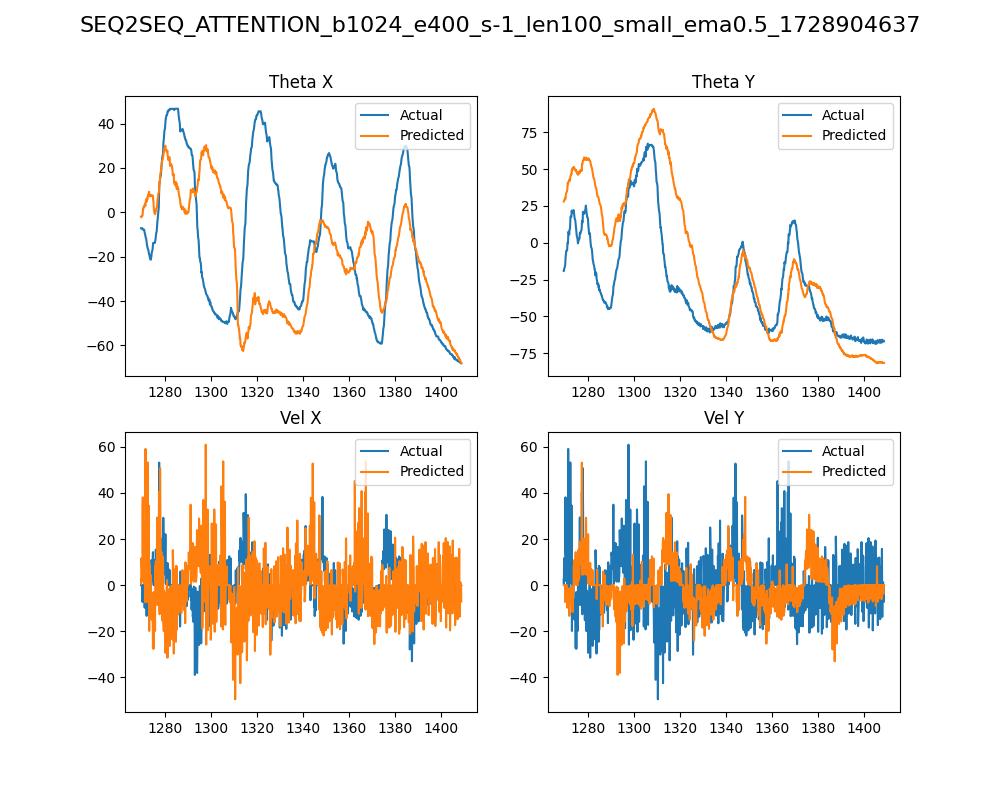 SEQ2SEQ_ATTENTION_b1024_e400_s-1_len100_small_ema0.5_1728904637
Theta X
Actual
Predicted
40
20
0
−20
−40
−60
1280 1300 1320 1340 1360 1380 1400
Theta Y
Actual
Predicted
75
50
25
0
−25
−50
−75
1280 1300 1320 1340 1360 1380 1400
Vel X
Actual
Predicted
60
40
20
0
−20
−40
1280 1300 1320 1340 1360 1380 1400
Vel Y
Actual
Predicted
60
40
20
0
−20
−40
1280 1300 1320 1340 1360 1380 1400